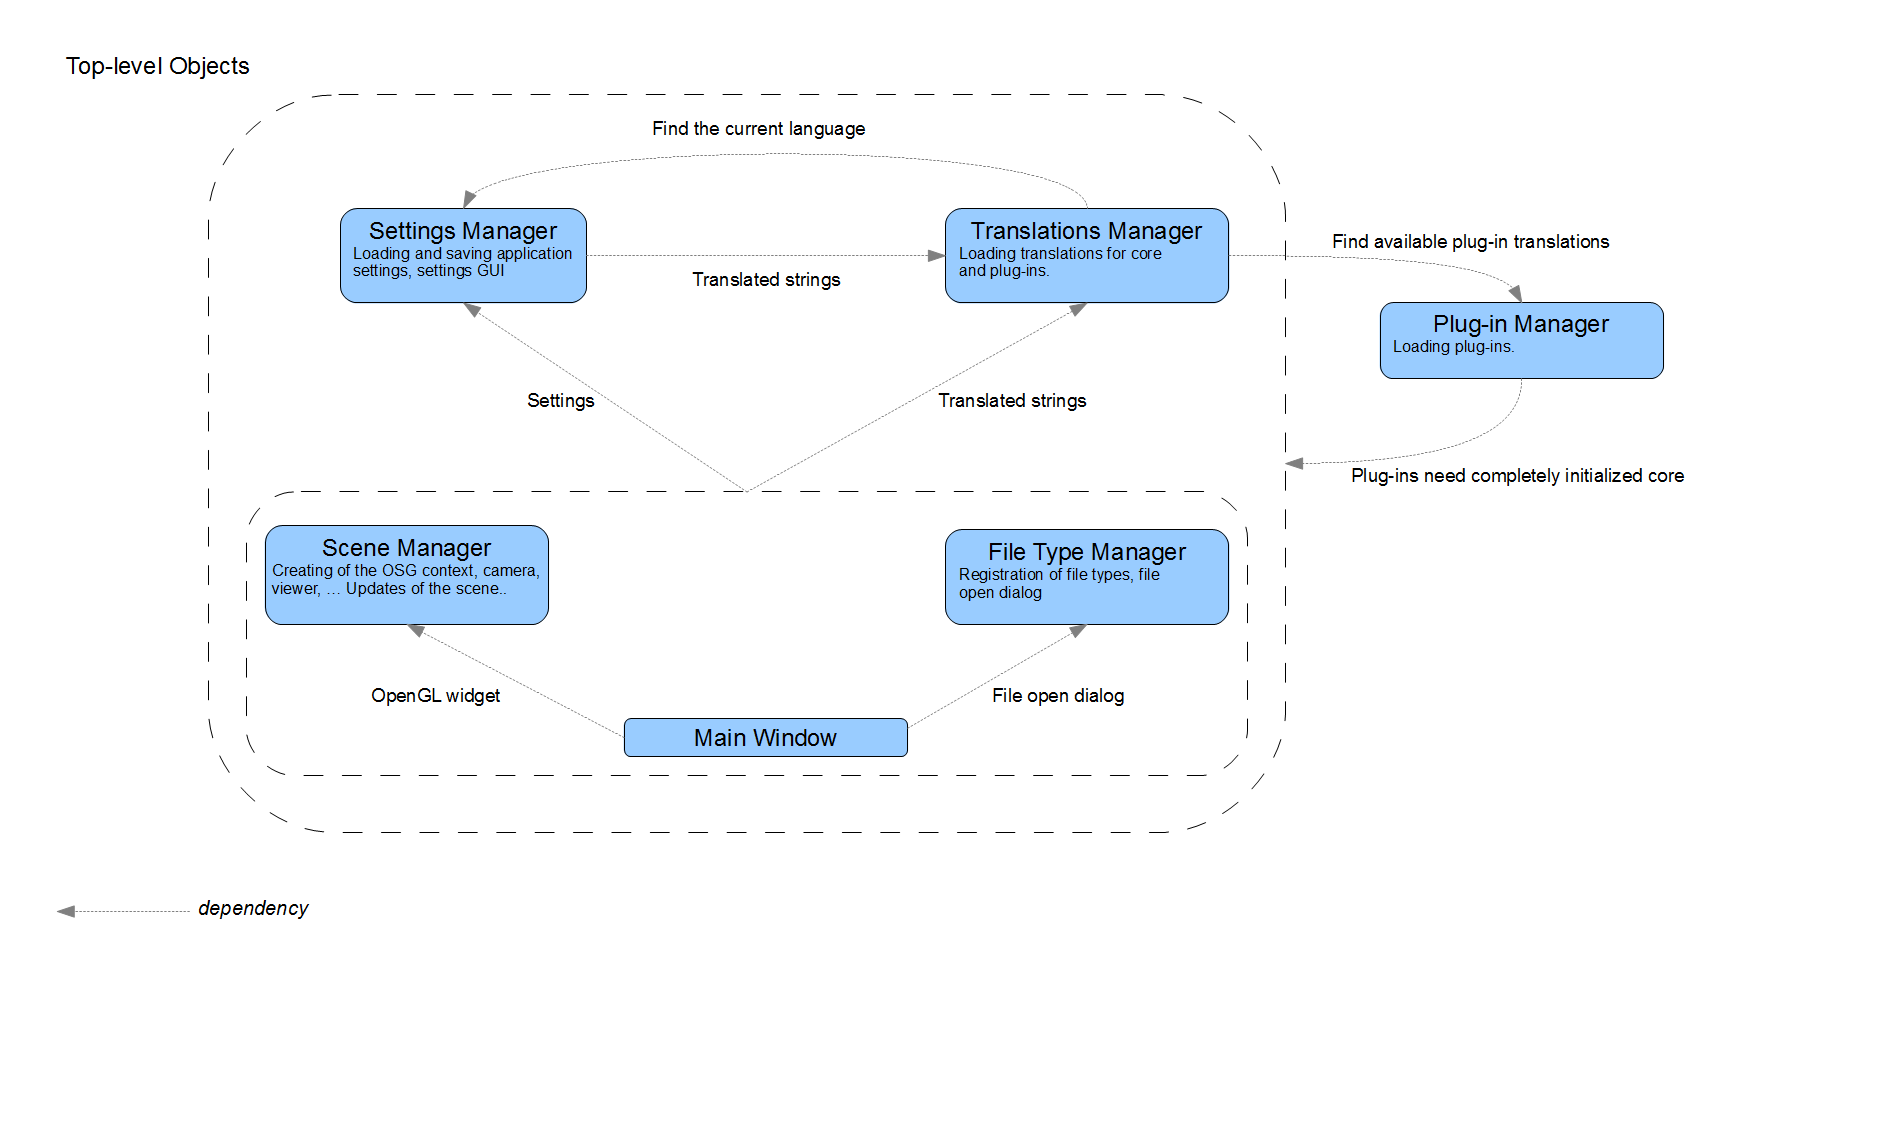 Top-level Objects
Find the current language
Settings Manager
Loading and saving application
settings, settings GUI
Translated strings
Translations Manager
Loading translations for core
and plug-ins.
Find available plug-in translations
Plug-in Manager
Loading plug-ins.
Settings
Translated strings
Plug-ins need completely initialized core
Scene Manager
Creating of the OSG context, camera,
viewer, ... Updates of the scene..
File Type Manager
Registration of file types, file
open dialog
OpenGL widget
File open dialog
Main Window
dependency